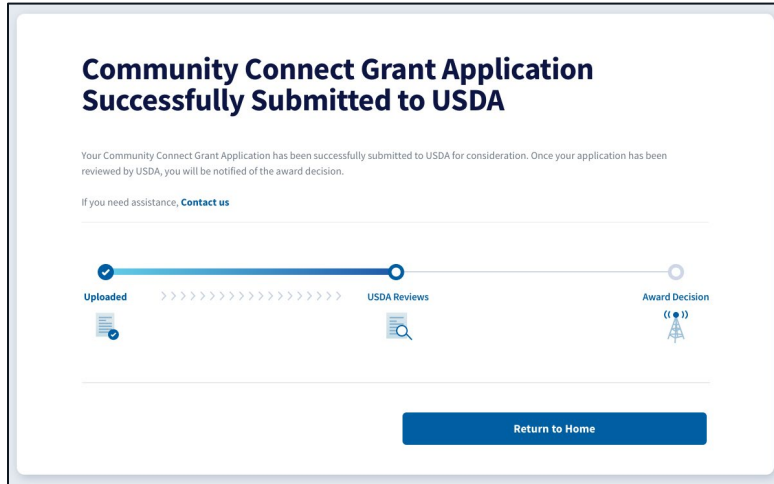 Community Connect Grant Application
Successfully Submitted to USDA
Your Community Connect Grant Application has been successfully submitted to USDA for consideration. Once your application has been
reviewed by USDA, you will be notified of the award decision.
If you need assistance, Contact us
Uploaded
USDA Reviews
Award Decision
Return to Home